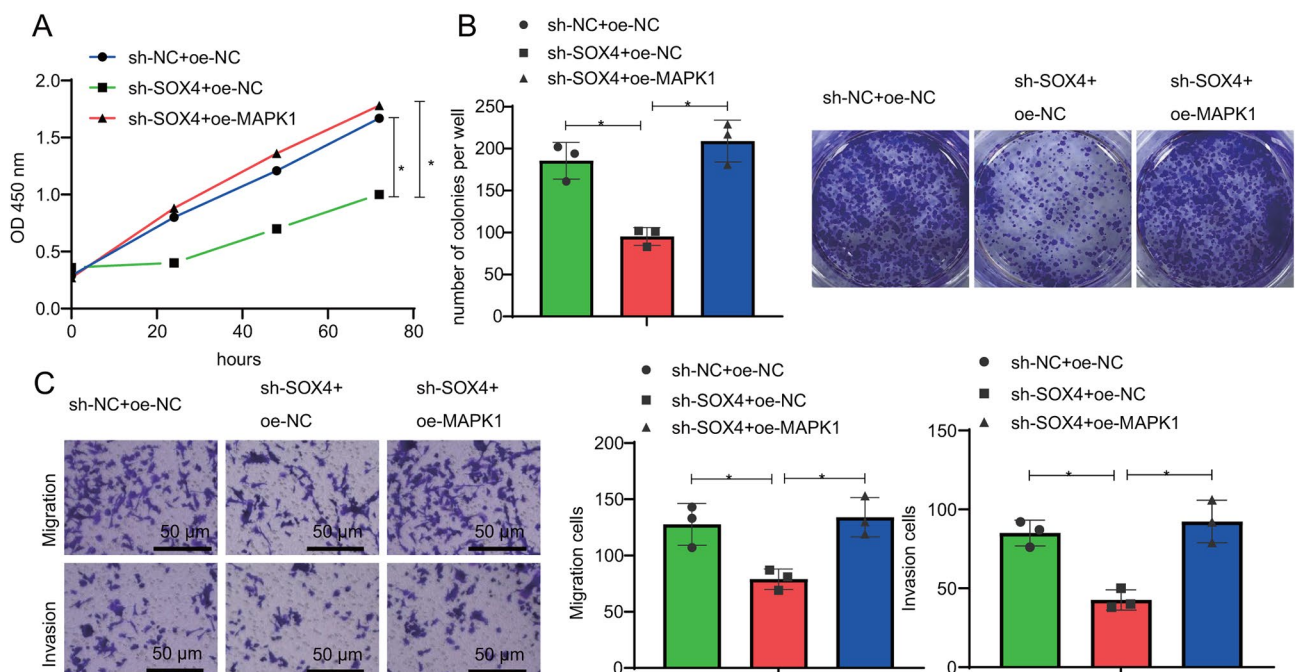 A
sh-NC+oe-NC
sh-SOX4+oe-NC
sh-SOX4+oe-MAPK1
2.0
1.5
1.0
0.5
0.0
OD 450 nm
0 20 40 60 80
hours
*
*
B
sh-NC+oe-NC
sh-SOX4+oe-NC
sh-SOX4+oe-MAPK1
250
200
150
100
50
0
number of colonies per well
*
*
sh-NC+oe-NC
sh-SOX4+
oe-NC
sh-SOX4+
oe-MAPK1
C
sh-NC+oe-NC
sh-SOX4+
oe-NC
sh-SOX4+
oe-MAPK1
Migration
50 µm
50 µm
50 µm
Invasion
50 µm
50 µm
50 µm
sh-NC+oe-NC
sh-SOX4+oe-NC
sh-SOX4+oe-MAPK1
200
150
100
50
0
Migration cells
*
*
sh-NC+oe-NC
sh-SOX4+oe-NC
sh-SOX4+oe-MAPK1
150
100
50
0
Invasion cells
*
*